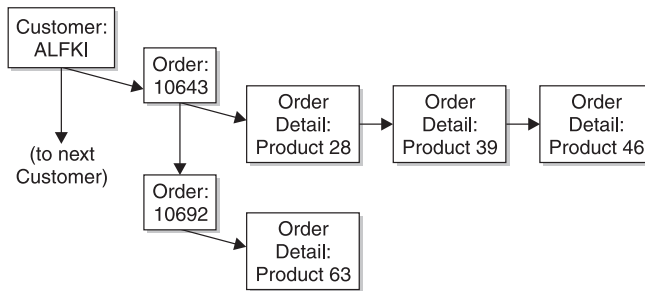 Customer:
ALFKI
Order:
10643
Order
Detail:
Product 28
Order
Detail:
Product 39
Order
Detail:
Product 46
(to next
Customer)
Order:
10692
Order
Detail:
Product 63